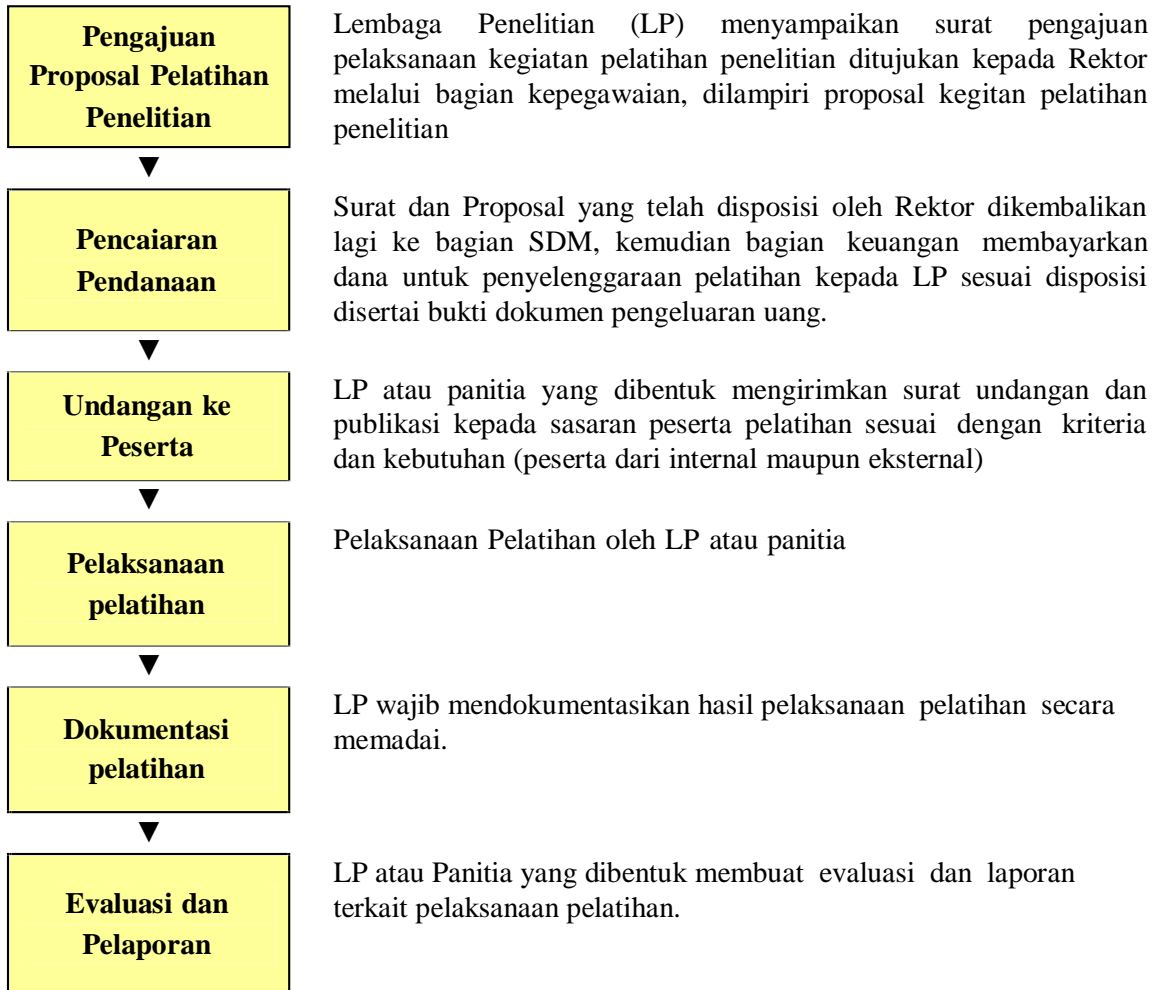 Pengajuan
Proposal Pelatihan
Penelitian
Lembaga Penelitian (LP) menyampaikan surat pengajuan
pelaksanaan kegiatan pelatihan penelitian ditujukan kepada Rektor
melalui bagian kepegawaian, dilampiri proposal kegitan pelatihan
penelitian
▼
Pencaiaran
Pendanaan
Surat dan Proposal yang telah disposisi oleh Rektor dikembalikan
lagi ke bagian SDM, kemudian bagian keuangan membayarkan
dana untuk penyelenggaraan pelatihan kepada LP sesuai disposisi
disertai bukti dokumen pengeluaran uang.
▼
Undangan ke
Peserta
LP atau panitia yang dibentuk mengirimkan surat undangan dan
publikasi kepada sasaran peserta pelatihan sesuai dengan kriteria
dan kebutuhan (peserta dari internal maupun eksternal)
▼
Pelaksanaan
pelatihan
Pelaksanaan Pelatihan oleh LP atau panitia
▼
Dokumentasi
pelatihan
LP wajib mendokumentasikan hasil pelaksanaan pelatihan secara
memadai.
▼
Evaluasi dan
Pelaporan
LP atau Panitia yang dibentuk membuat evaluasi dan laporan
terkait pelaksanaan pelatihan.